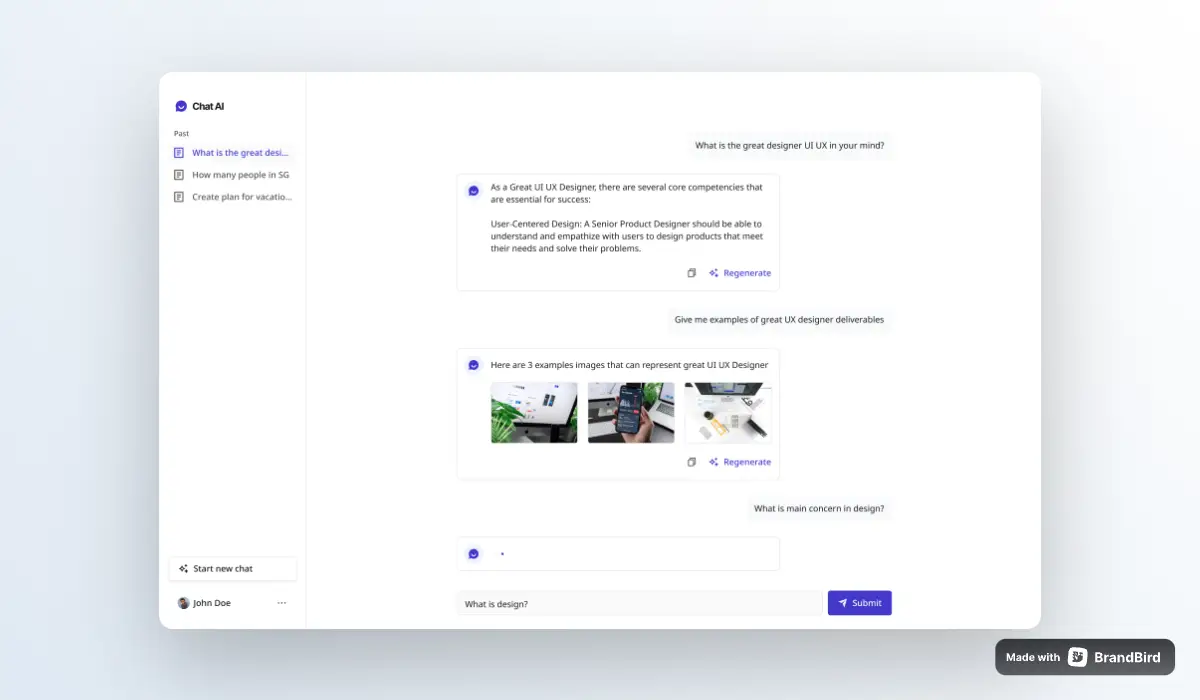 Chat AI
Past
What is the great desi...
How many people in SG
Create plan for vacatio...
Start new chat
John Doe
What is the great designer UI UX in your mind?
As a Great UI UX Designer, there are several core competencies that
are essential for success:
User-Centered Design: A Senior Product Designer should be able to
understand and empathize with users to design products that meet
their needs and solve their problems.
Regenerate
Give me examples of great UX designer deliverables
Here are 3 examples images that can represent great UI UX Designer
Regenerate
What is main concern in design?
What is design?
Submit
Made with BrandBird